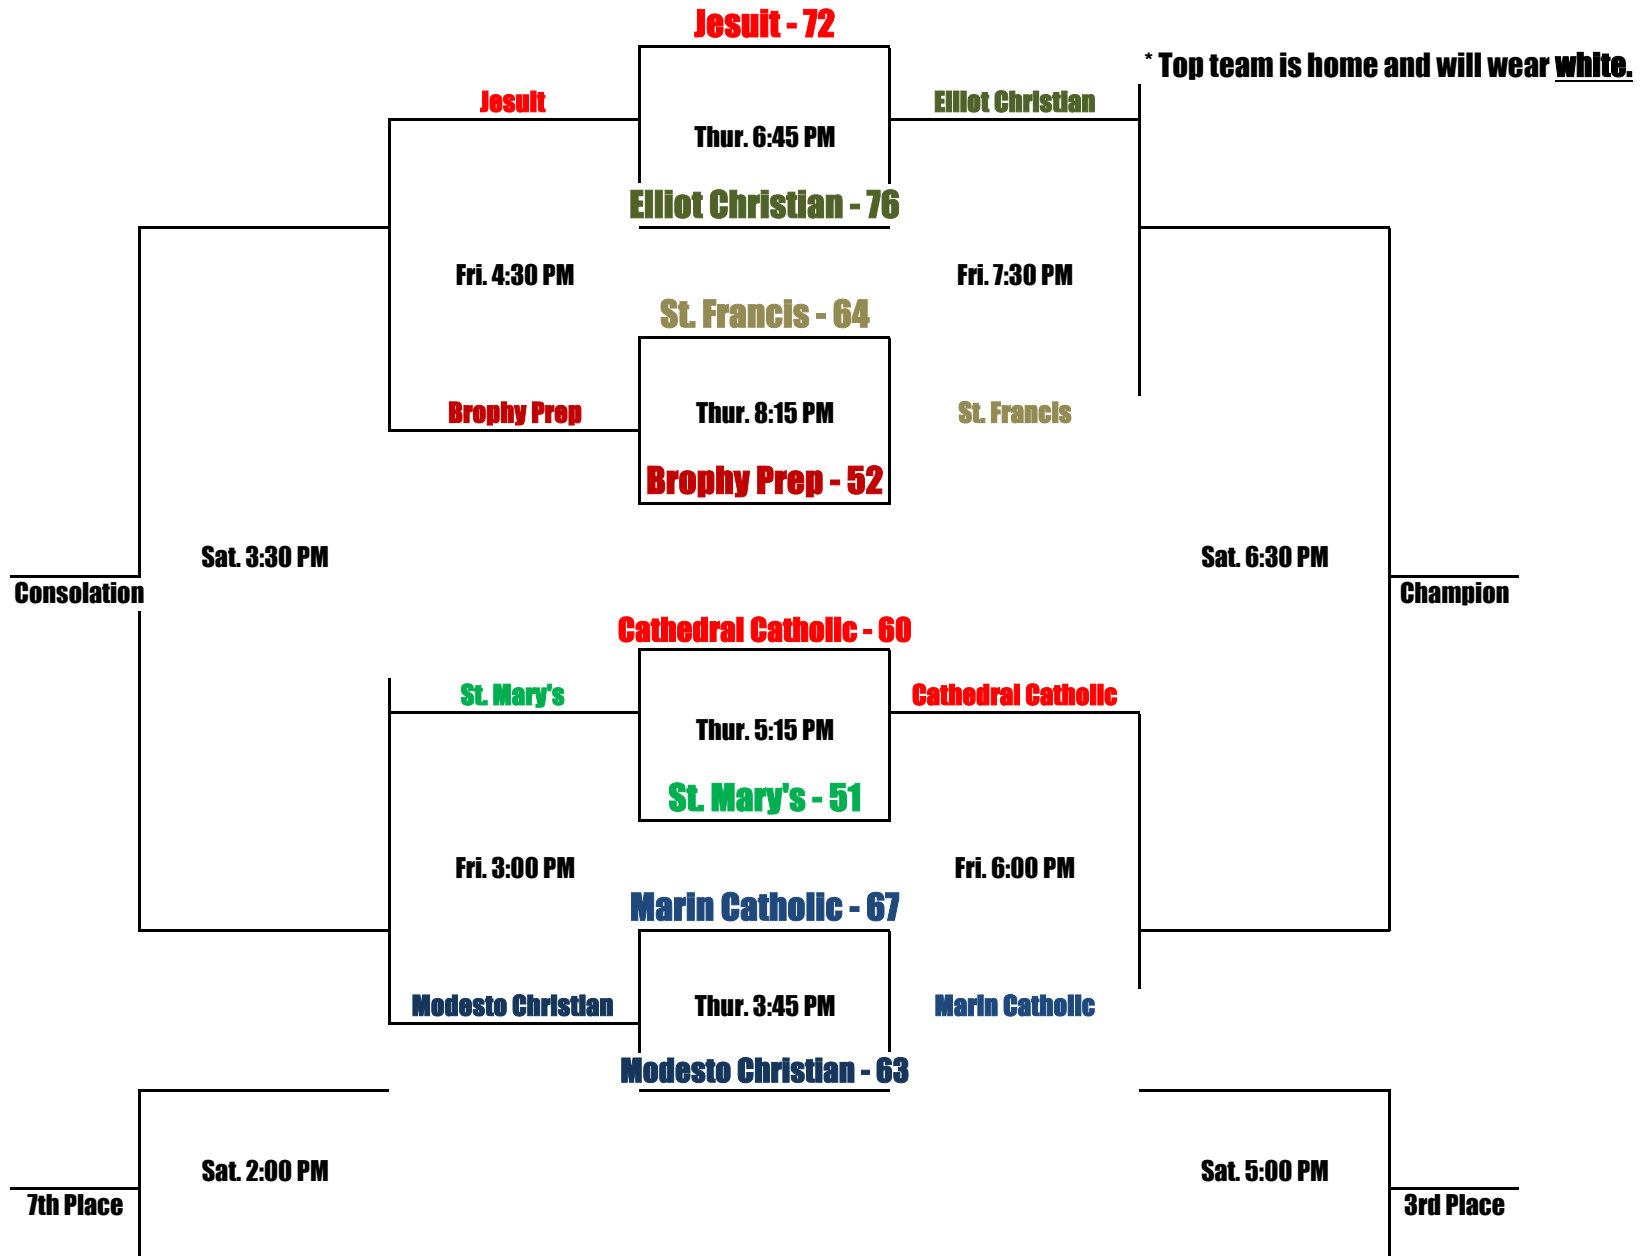 Jesuit - 72
* Top team is home and will wear white.
Jesuit
Elliot Christian
Thur. 6:45 PM
Elliot Christian - 76
Fri. 4:30 PM
Fri. 7:30 PM
St. Francis - 64
Brophy Prep
Thur. 8:15 PM
St. Francis
Brophy Prep - 52
Sat. 3:30 PM
Sat. 6:30 PM
Consolation
Champion
Cathedral Catholic - 60
St. Mary's
Cathedral Catholic
Thur. 5:15 PM
St. Mary's - 51
Fri. 3:00 PM
Fri. 6:00 PM
Marin Catholic - 67
Modesto Christian
Thur. 3:45 PM
Marin Catholic
Modesto Christian - 63
Sat. 2:00 PM
Sat. 5:00 PM
7th Place
3rd Place